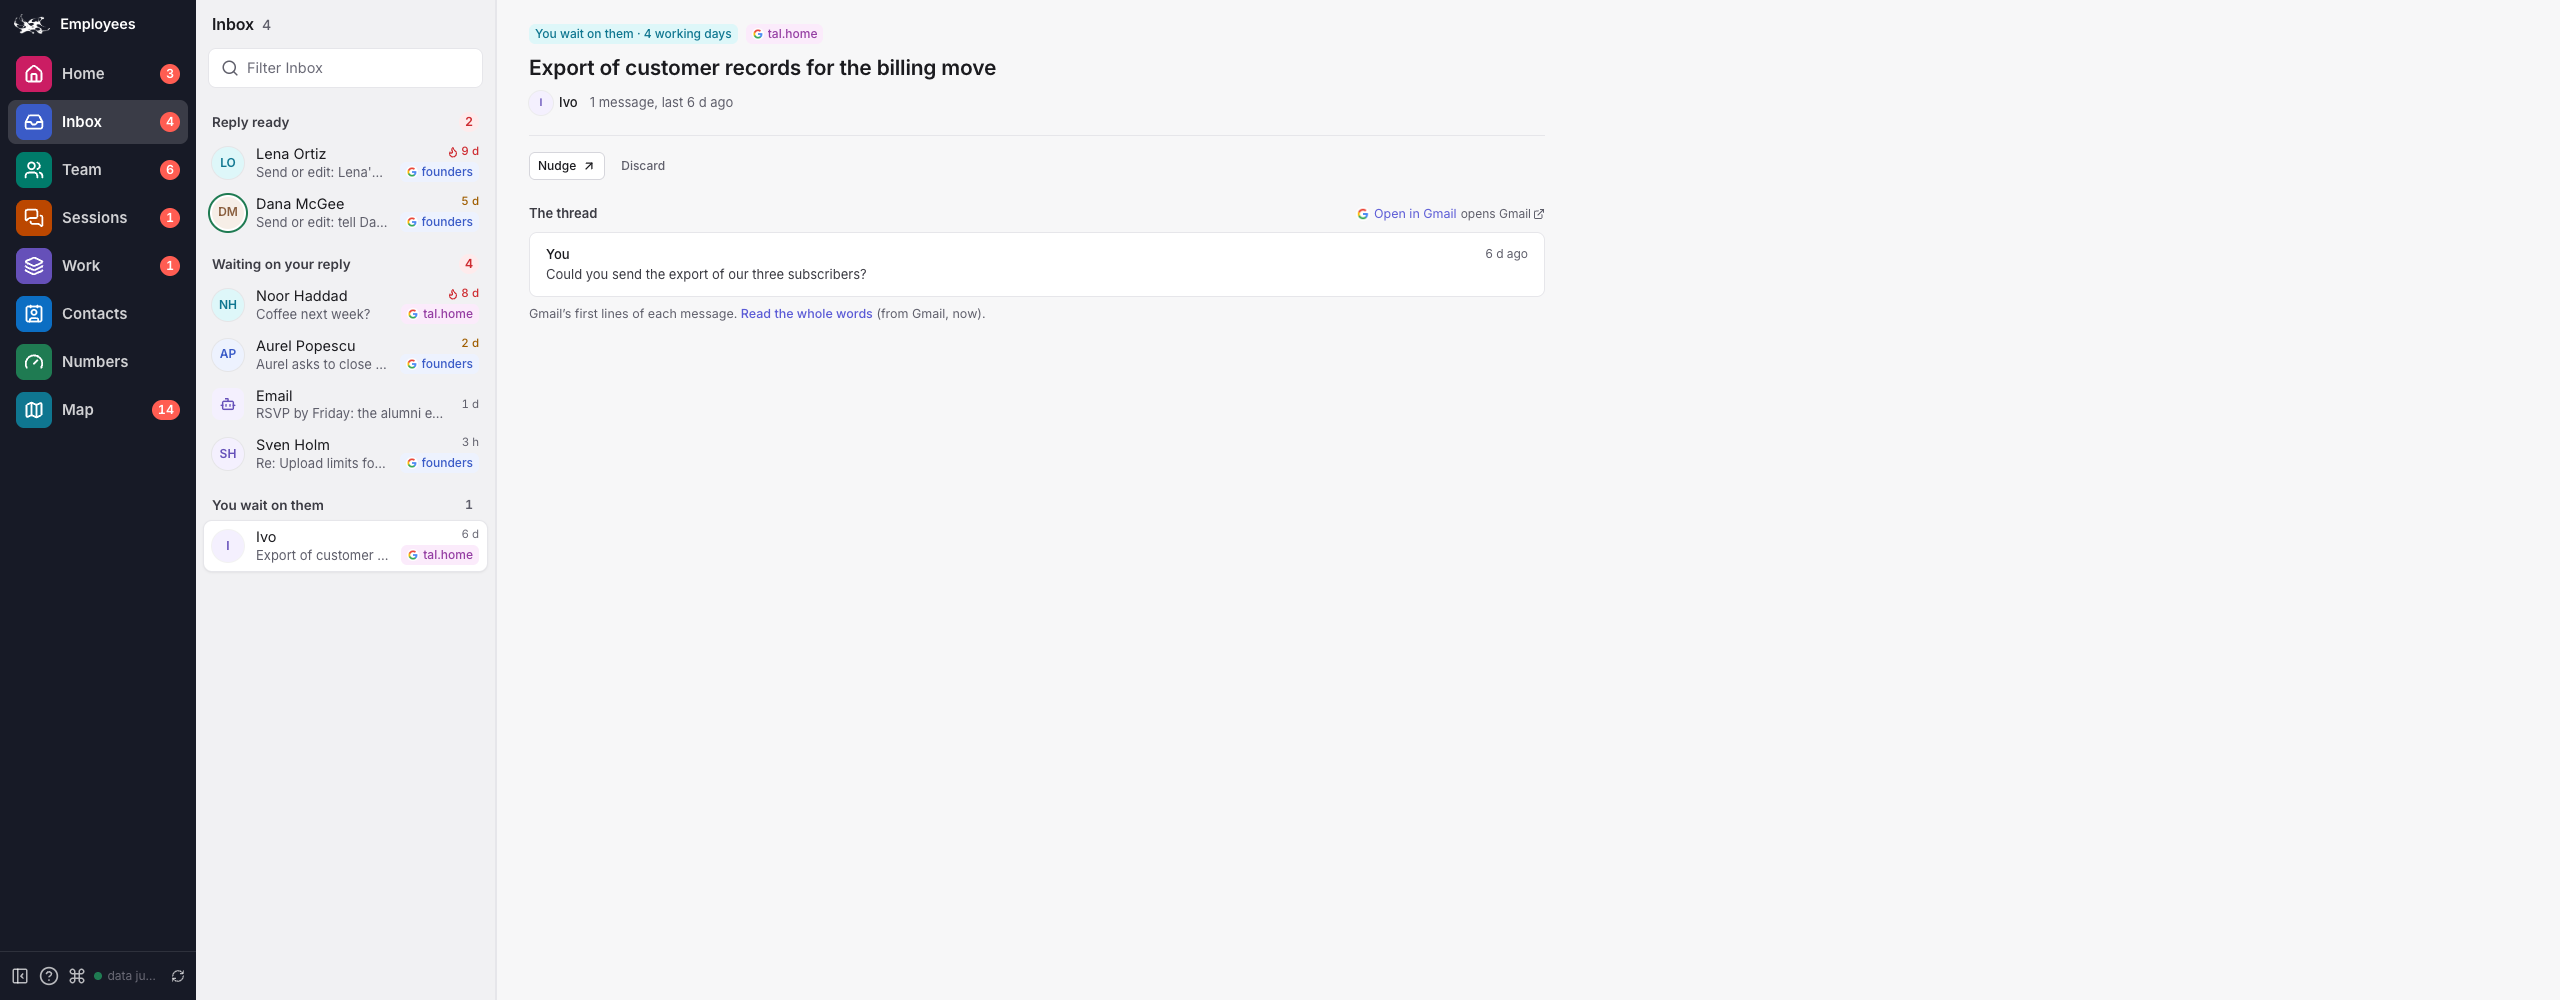 Employees
Home 3
Inbox 4
Team 6
Sessions 1
Work 1
Contacts
Numbers
Map 14
data ju...
Inbox 4
Filter Inbox
Reply ready 2
LO Lena Ortiz 9 d
Send or edit: Lena'... founders
DM Dana McGee 5 d
Send or edit: tell Da... founders
Waiting on your reply 4
NH Noor Haddad 8 d
Coffee next week? tal.home
AP Aurel Popescu 2 d
Aurel asks to close ... founders
Email 1 d
RSVP by Friday: the alumni e...
SH Sven Holm 3 h
Re: Upload limits fo... founders
You wait on them 1
I Ivo 6 d
Export of customer ... tal.home
You wait on them · 4 working days tal.home
Export of customer records for the billing move
I Ivo 1 message, last 6 d ago
Nudge Discard
The thread Open in Gmail opens Gmail
You 6 d ago
Could you send the export of our three subscribers?
Gmail’s first lines of each message. Read the whole words (from Gmail, now).